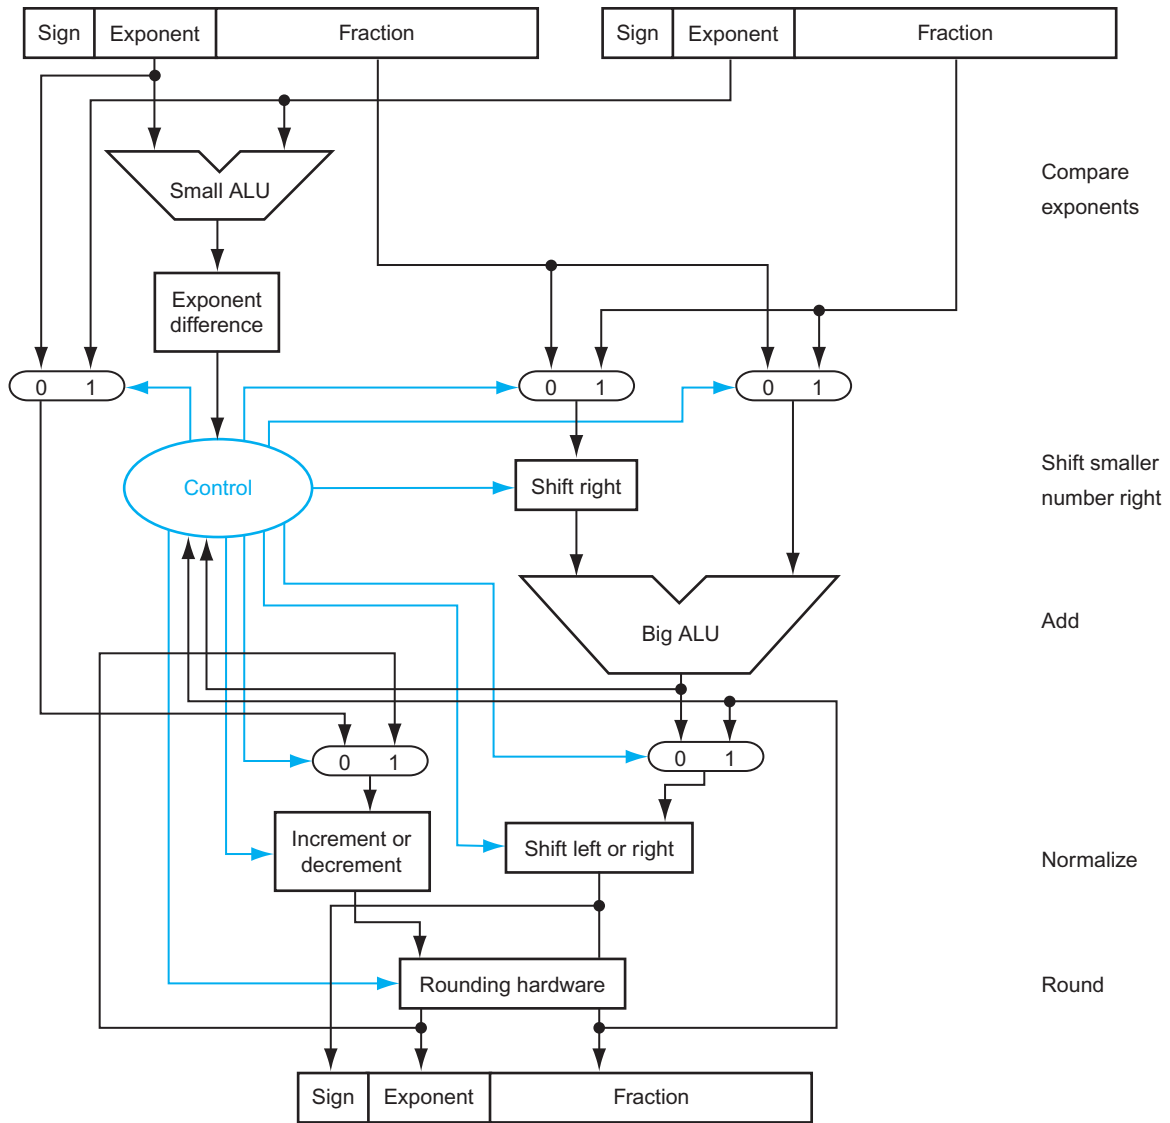 Sign Exponent Fraction Sign Exponent Fraction
Small ALU
Compare
exponents
Exponent
difference
0 1
0 1
0 1
Control
Shift right
Shift smaller
number right
Big ALU
Add
0 1
0 1
Increment or
decrement
Shift left or right
Normalize
Rounding hardware
Round
Sign Exponent Fraction